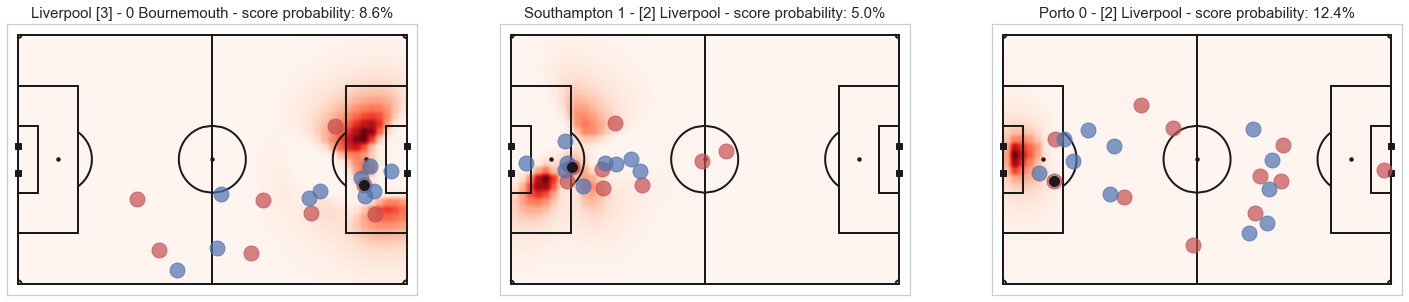 Liverpool [3] - 0 Bournemouth - score probability: 8.6%
Southampton 1 - [2] Liverpool - score probability: 5.0%
Porto 0 - [2] Liverpool - score probability: 12.4%